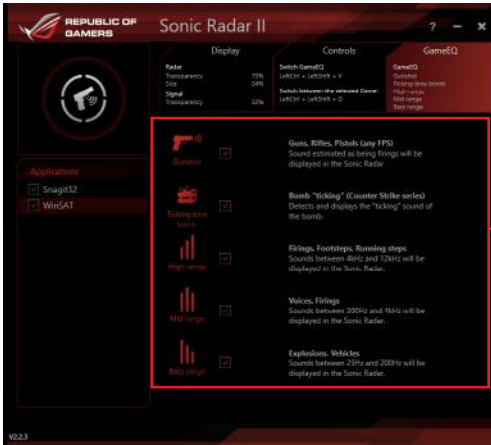 REPUBLIC OF
GAMERS
Sonic Radar II
? – x
Display
Radar
Transparency 75%
Size 24%
Signal
Transparency 32%
Controls
Switch GameEQ
LeftCtrl + LeftShift + V
Switch between the selected Game:
LeftCtrl + LeftShift + G
GameEQ
GameEQ
Gunshot
Ticking time bomb
High range
Mid range
Bass range
Applications
Snagit32
WinSAT
Gunshot
Guns, Rifles, Pistols (any FPS)
Sound estimated as being firings will be
displayed in the Sonic Radar
Ticking time
bomb
Bomb "ticking" (Counter Strike series)
Detects and displays the "ticking" sound of
the bomb.
High range
Firings, Footsteps, Running steps
Sounds between 4kHz and 12kHz will be
displayed in the Sonic Radar.
Mid range
Voices, Firings
Sounds between 200Hz and 4kHz will be
displayed in the Sonic Radar.
Bass range
Explosions, Vehicles
Sounds between 25Hz and 200Hz will be
displayed in the Sonic Radar.
V2.2.3